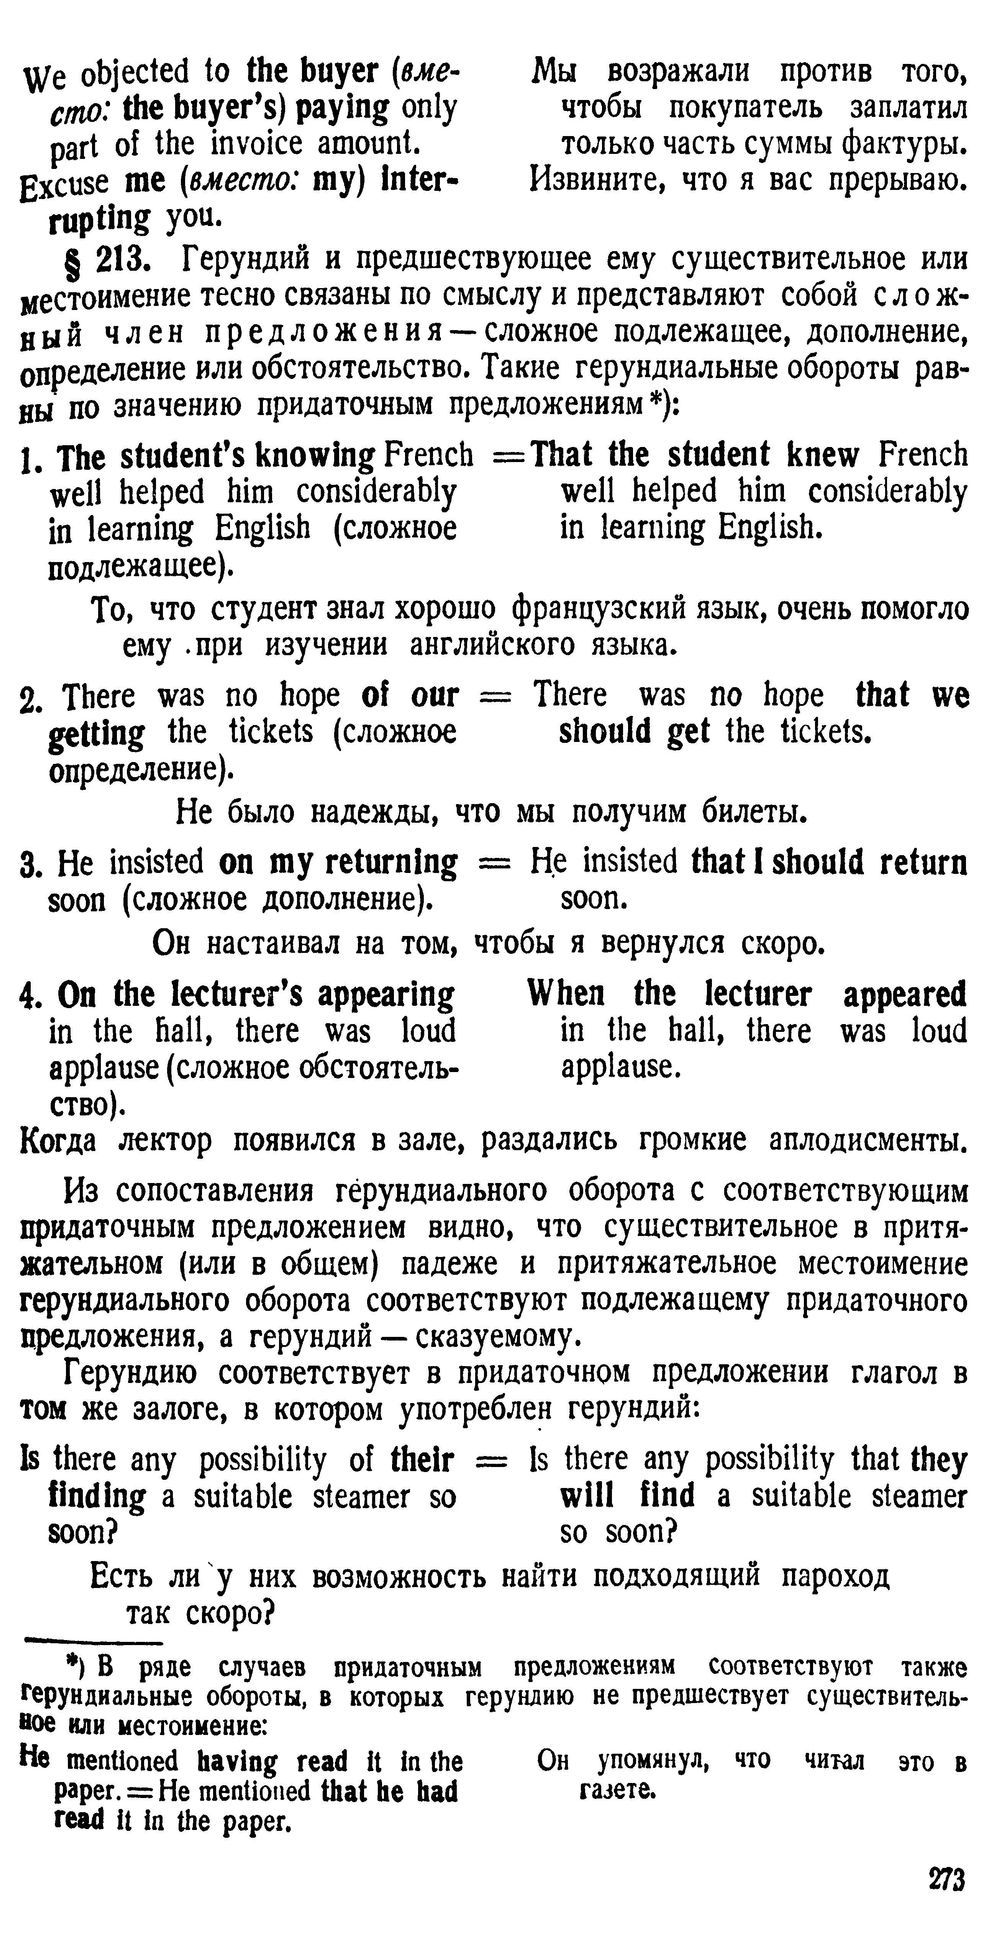 We objected to the buyer (вме- Мы возражали против того,
сто: the buyer's) paying only чтобы покупатель заплатил
part of the invoice amount. только часть суммы фактуры.
Excuse me (вместо: my) inter- Извините, что я вас прерываю.
rupting you.
§ 213. Герундий и предшествующее ему существительное или
местоимение тесно связаны по смыслу и представляют собой слож-
ный член предложения — сложное подлежащее, дополнение,
определение или обстоятельство. Такие герундиальные обороты рав-
ны по значению придаточным предложениям *):
1. The student's knowing French = That the student knew French
well helped him considerably well helped him considerably
in learning English (сложное in learning English.
подлежащее).
То, что студент знал хорошо французский язык, очень помогло
ему при изучении английского языка.
2. There was no hope of our = There was no hope that we
getting the tickets (сложное should get the tickets.
определение).
Не было надежды, что мы получим билеты.
3. He insisted on my returning = He insisted that I should return
soon (сложное дополнение). soon.
Он настаивал на том, чтобы я вернулся скоро.
4. On the lecturer's appearing When the lecturer appeared
in the hall, there was loud in the hall, there was loud
applause (сложное обстоятель- applause.
ство).
Когда лектор появился в зале, раздались громкие аплодисменты.
Из сопоставления герундиального оборота с соответствующим
придаточным предложением видно, что существительное в притя-
жательном (или в общем) падеже и притяжательное местоимение
герундиального оборота соответствуют подлежащему придаточного
предложения, а герундий — сказуемому.
Герундию соответствует в придаточном предложении глагол в
том же залоге, в котором употреблен герундий:
Is there any possibility of their = Is there any possibility that they
finding a suitable steamer so will find a suitable steamer
soon? so soon?
Есть ли у них возможность найти подходящий пароход
так скоро?
*) В ряде случаев придаточным предложениям соответствуют также
герундиальные обороты, в которых герундию не предшествует существитель-
ное или местоимение:
He mentioned having read it in the Он упомянул, что читал это в
paper. = He mentioned that he had газете.
read it in the paper.
273